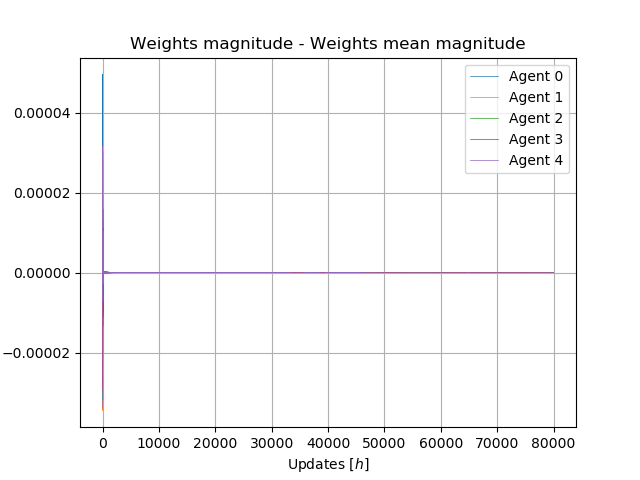 Weights magnitude - Weights mean magnitude
Agent 0
Agent 1
Agent 2
Agent 3
Agent 4
0.00004
0.00002
0.00000
−0.00002
0 10000 20000 30000 40000 50000 60000 70000 80000
Updates [h]